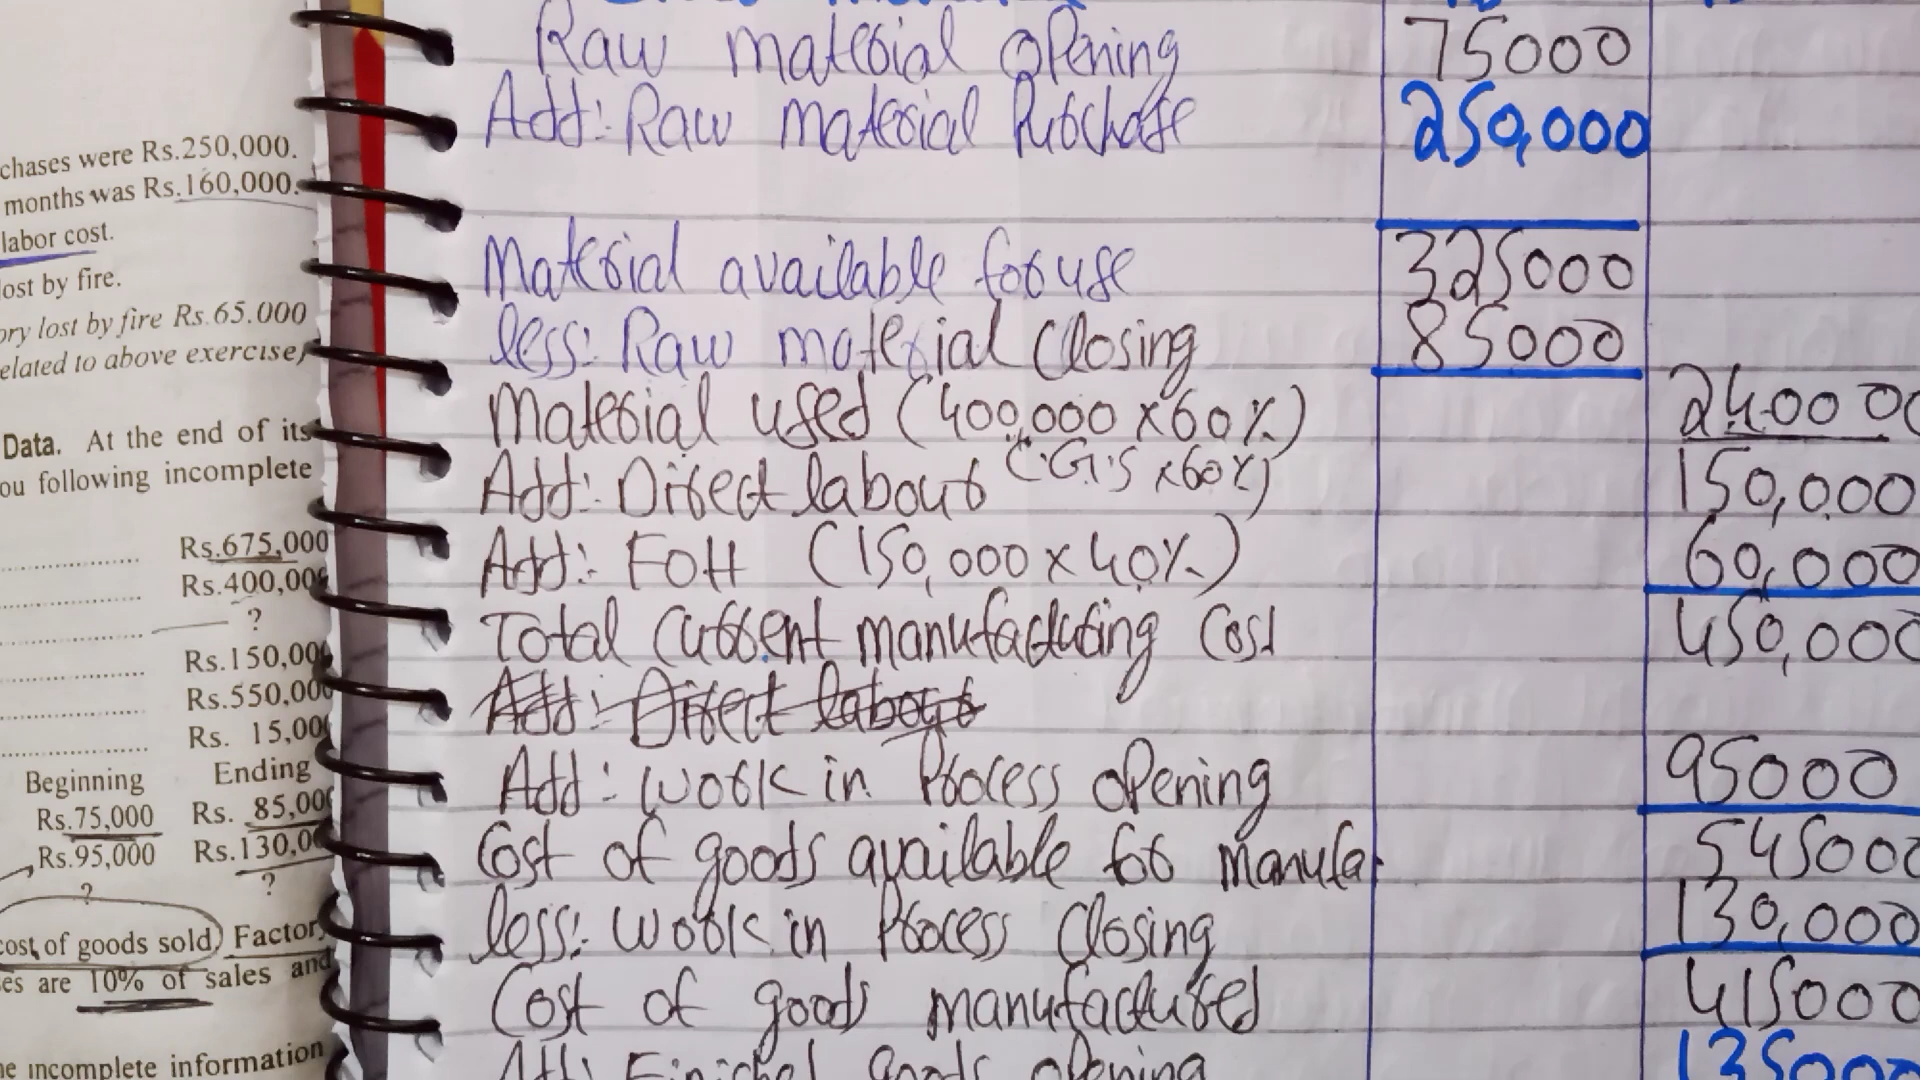 chases were Rs.250,000.
months was Rs.160,000.
labor cost.
lost by fire.
ory lost by fire Rs.65.000
elated to above exercise)
Data. At the end of its
ou following incomplete
Rs.675,000
Rs.400,00
?
Rs.150,00
Rs.550,00
Rs. 15,00
Beginning Ending
Rs.75,000 Rs. 85,00
Rs.95,000 Rs.130,0
? ?
cost of goods sold) Factor
es are 10% of sales and
ne incomplete information
Raw material opening 75000
Add: Raw material Purchase 250,000
Material available for use 325000
less: Raw material Closing 85000
Material used (400,000 x 60%) 240000
Add: Direct labour (C.G.S x 60%) 150,000
Add: FOH (150,000 x 40%) 60,000
Total Current manufacturing Cost 450,000
Add: Direct labour
Add: Work in Process opening 95000
Cost of goods available for manufa. 545000
less: Work in Process Closing 130,000
Cost of goods manufactured 415000
Add: Finished goods opening 135000